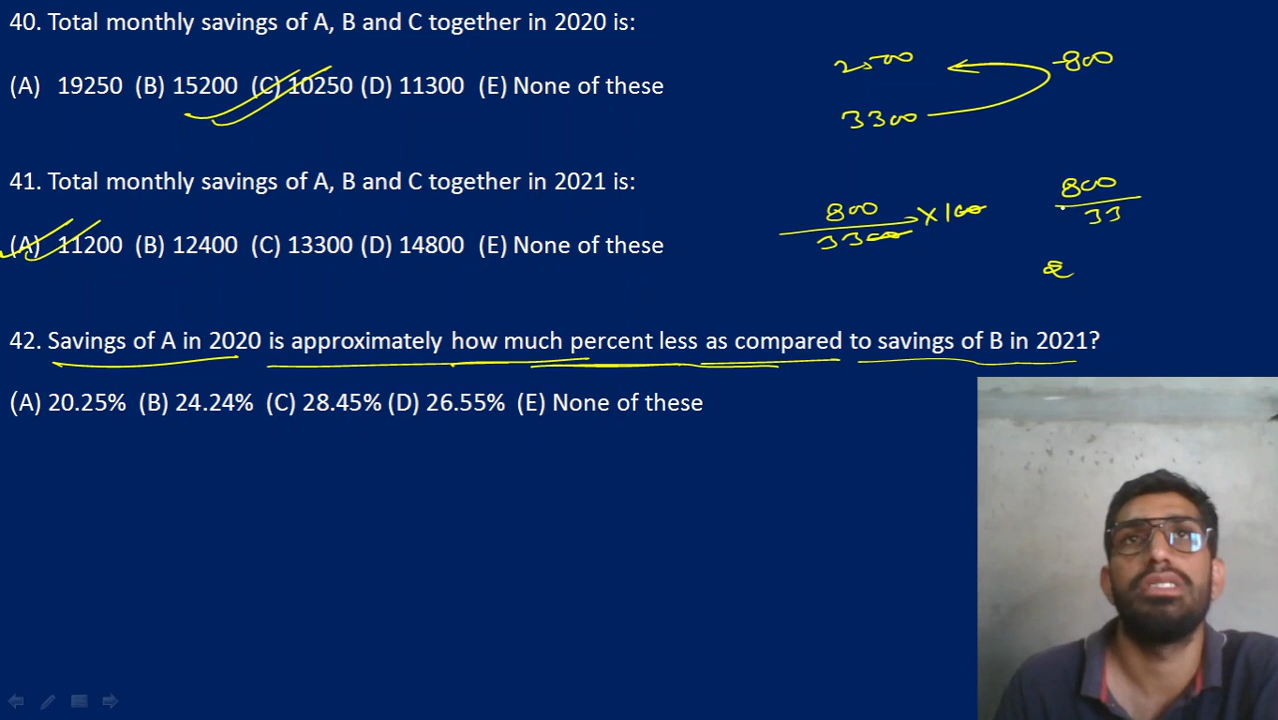 40. Total monthly savings of A, B and C together in 2020 is:
(A) 19250 (B) 15200 (C) 10250 (D) 11300 (E) None of these
2500 -800
3300
41. Total monthly savings of A, B and C together in 2021 is:
(A) 11200 (B) 12400 (C) 13300 (D) 14800 (E) None of these
800
3300 ×100
800
33
42. Savings of A in 2020 is approximately how much percent less as compared to savings of B in 2021?
(A) 20.25% (B) 24.24% (C) 28.45% (D) 26.55% (E) None of these